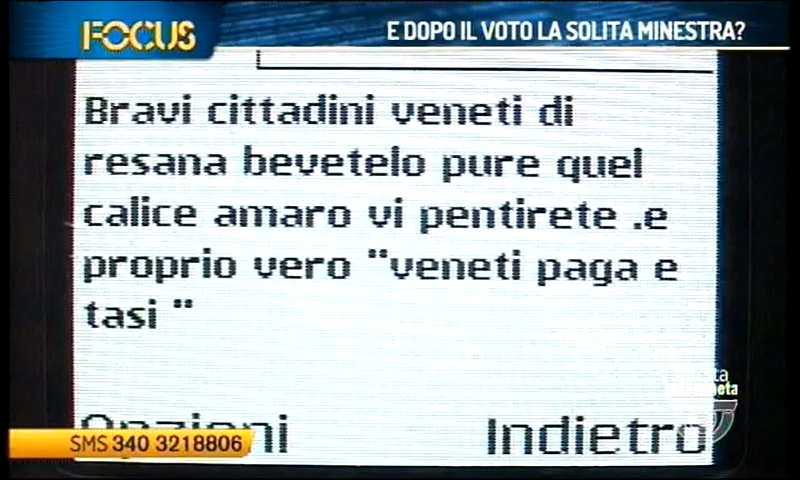 FOCUS
E DOPO IL VOTO LA SOLITA MINESTRA?
Bravi cittadini veneti di
resana bevetelo pure quel
calice amaro vi pentirete .e
proprio vero "veneti paga e
tasi "
Indietro
SMS 340 3218806